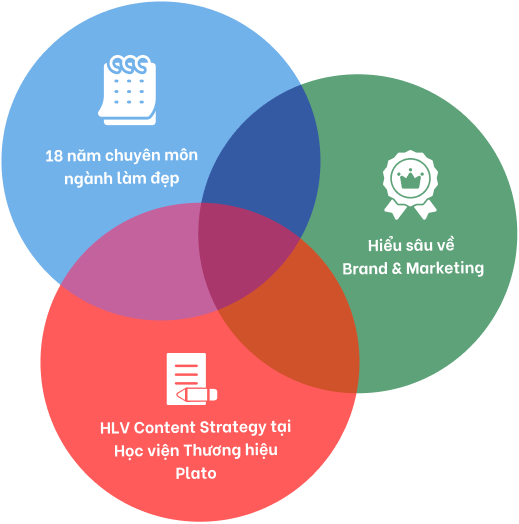 18 năm chuyên môn
ngành làm đẹp
Hiểu sâu về
Brand & Marketing
HLV Content Strategy tại
Học viện Thương hiệu
Plato